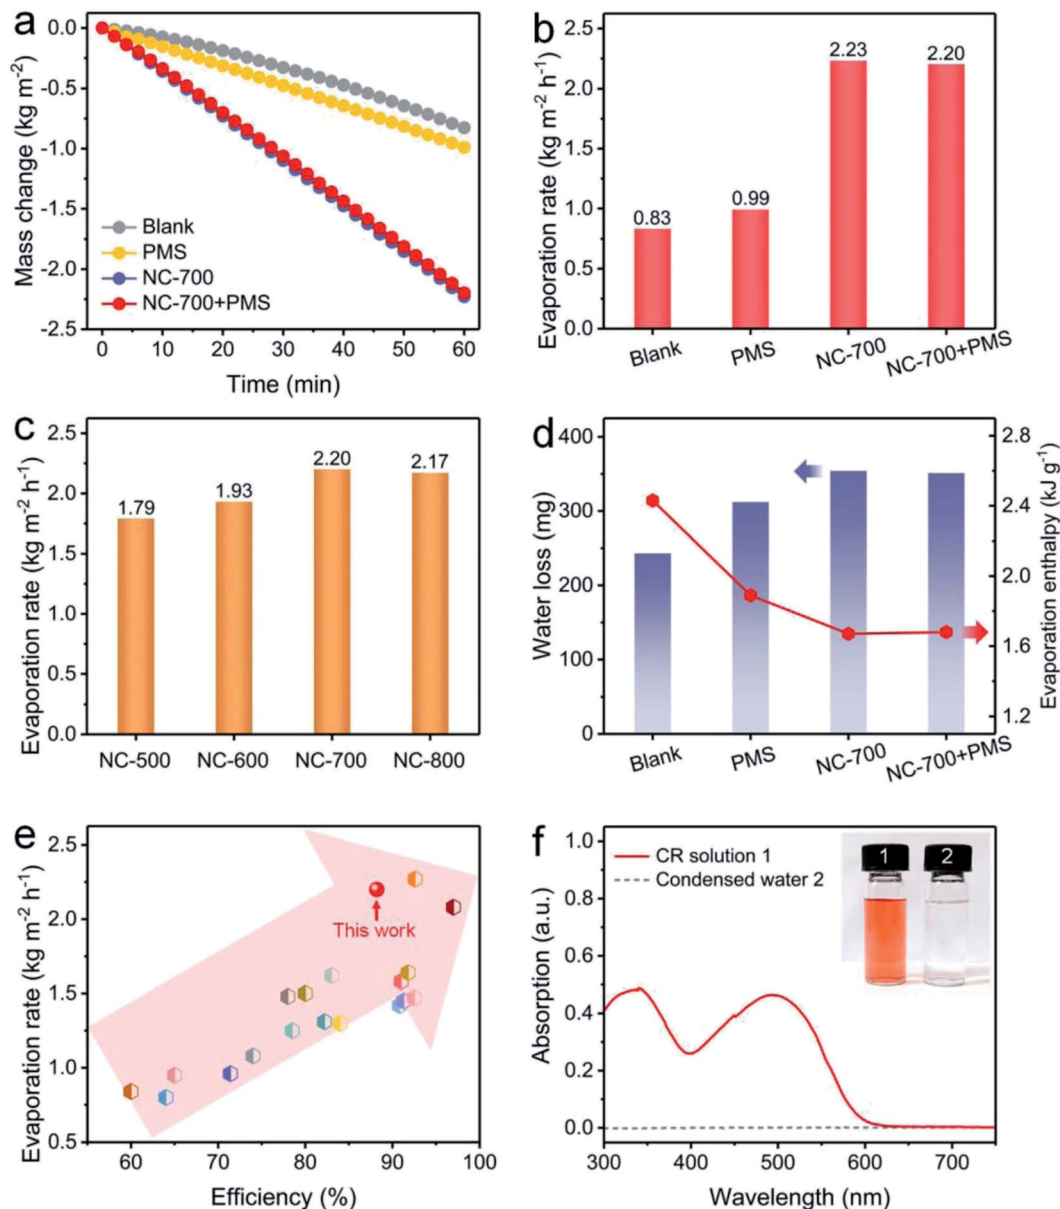 a
0.0
-0.5
-1.0
-1.5
-2.0
-2.5
Mass change (kg m-2)
Blank
PMS
NC-700
NC-700+PMS
0 10 20 30 40 50 60
Time (min)
b
2.5
2.0
1.5
1.0
0.5
0.0
Evaporation rate (kg m-2 h-1)
0.83 0.99 2.23 2.20
Blank PMS NC-700 NC-700+PMS
c
2.5
2.0
1.5
1.0
0.5
0.0
Evaporation rate (kg m-2 h-1)
1.79 1.93 2.20 2.17
NC-500 NC-600 NC-700 NC-800
d
400
300
200
100
0
Water loss (mg)
2.8
2.4
2.0
1.6
1.2
Evaporation enthalpy (kJ g-1)
Blank PMS NC-700 NC-700+PMS
e
2.5
2.0
1.5
1.0
0.5
Evaporation rate (kg m-2 h-1)
This work
60 70 80 90 100
Efficiency (%)
f
1.0
0.8
0.6
0.4
0.2
0.0
Absorption (a.u.)
CR solution 1
Condensed water 2
1 2
300 400 500 600 700
Wavelength (nm)